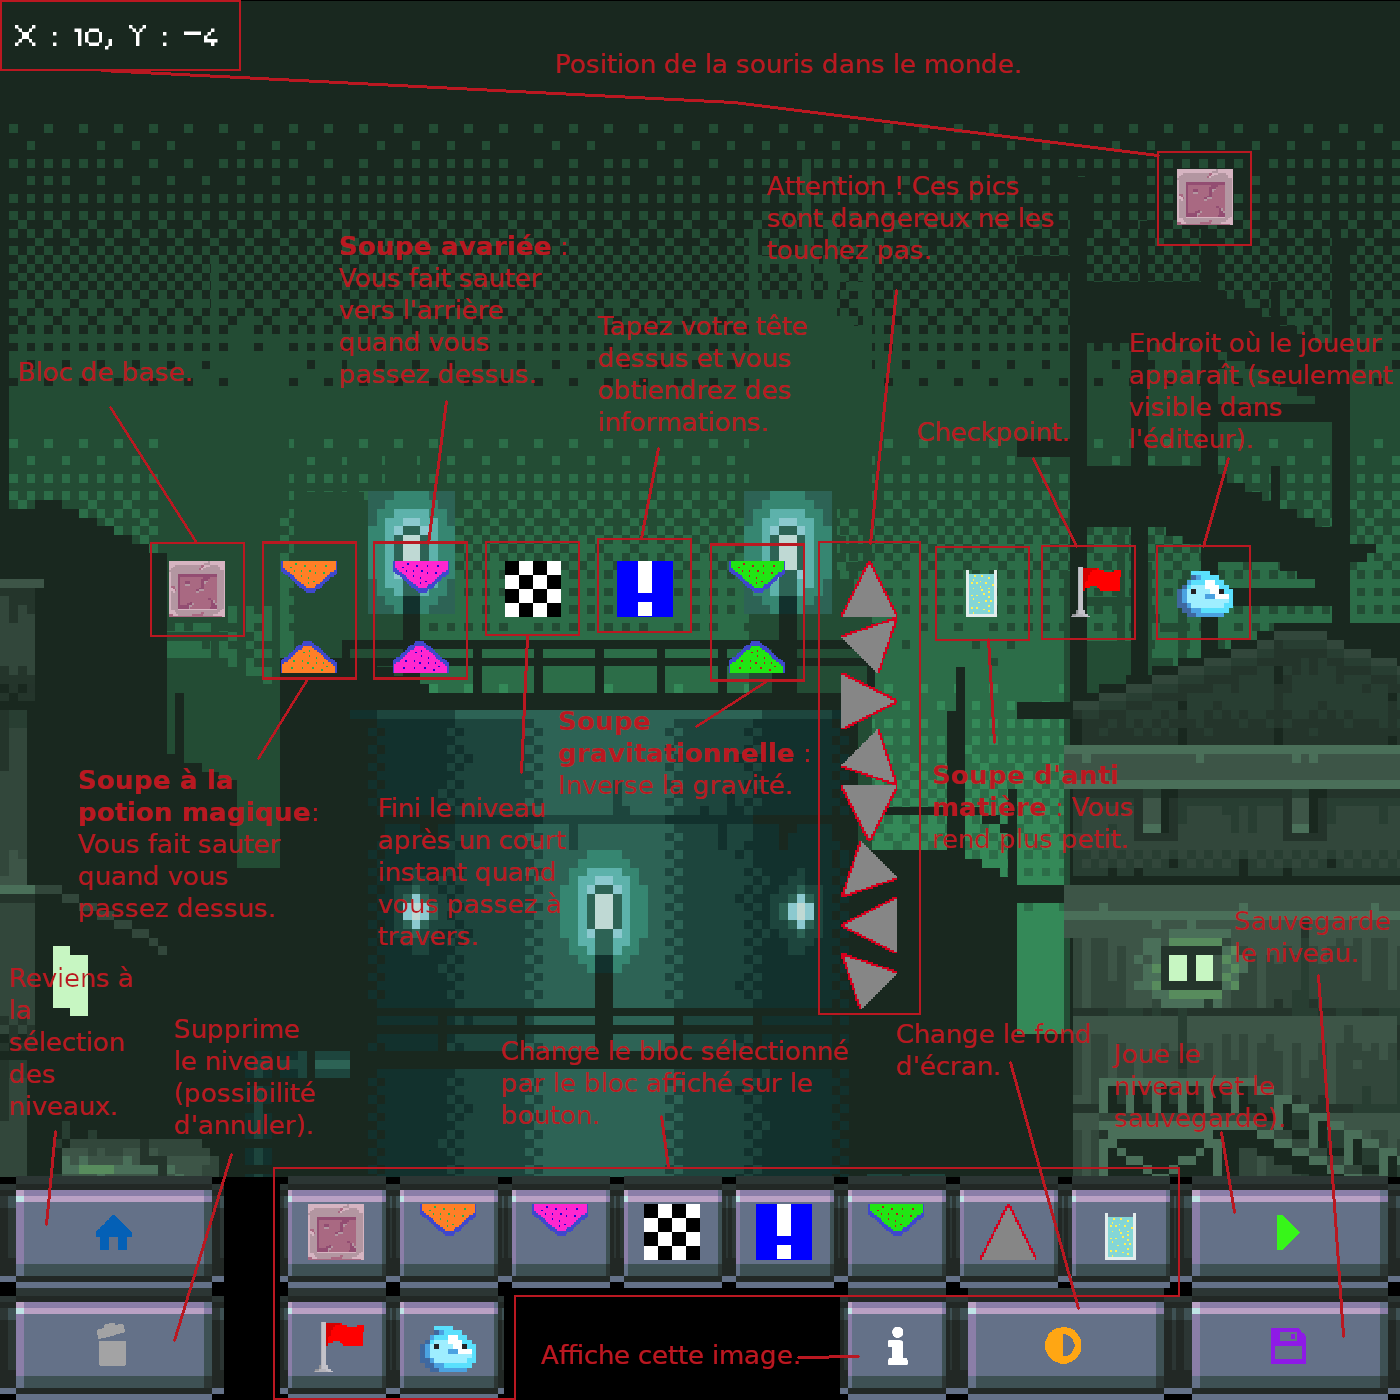 X : 10, Y : -4
Position de la souris dans le monde.
Attention ! Ces pics
sont dangereux ne les
touchez pas.
Soupe avariée :
Vous fait sauter
vers l'arrière
quand vous
passez dessus.
Tapez votre tête
dessus et vous
obtiendrez des
informations.
Endroit où le joueur
apparaît (seulement
visible dans
l'éditeur).
Bloc de base.
Checkpoint.
Soupe
gravitationnelle :
Inverse la gravité.
Soupe à la
potion magique:
Vous fait sauter
quand vous
passez dessus.
Fini le niveau
après un court
instant quand
vous passez à
travers.
Soupe d'anti
matière : Vous
rend plus petit.
Sauvegarde
le niveau.
Reviens à
la
sélection
des
niveaux.
Supprime
le niveau
(possibilité
d'annuler).
Change le bloc sélectionné
par le bloc affiché sur le
bouton.
Change le fond
d'écran.
Joue le
niveau (et le
sauvegarde).
Affiche cette image.